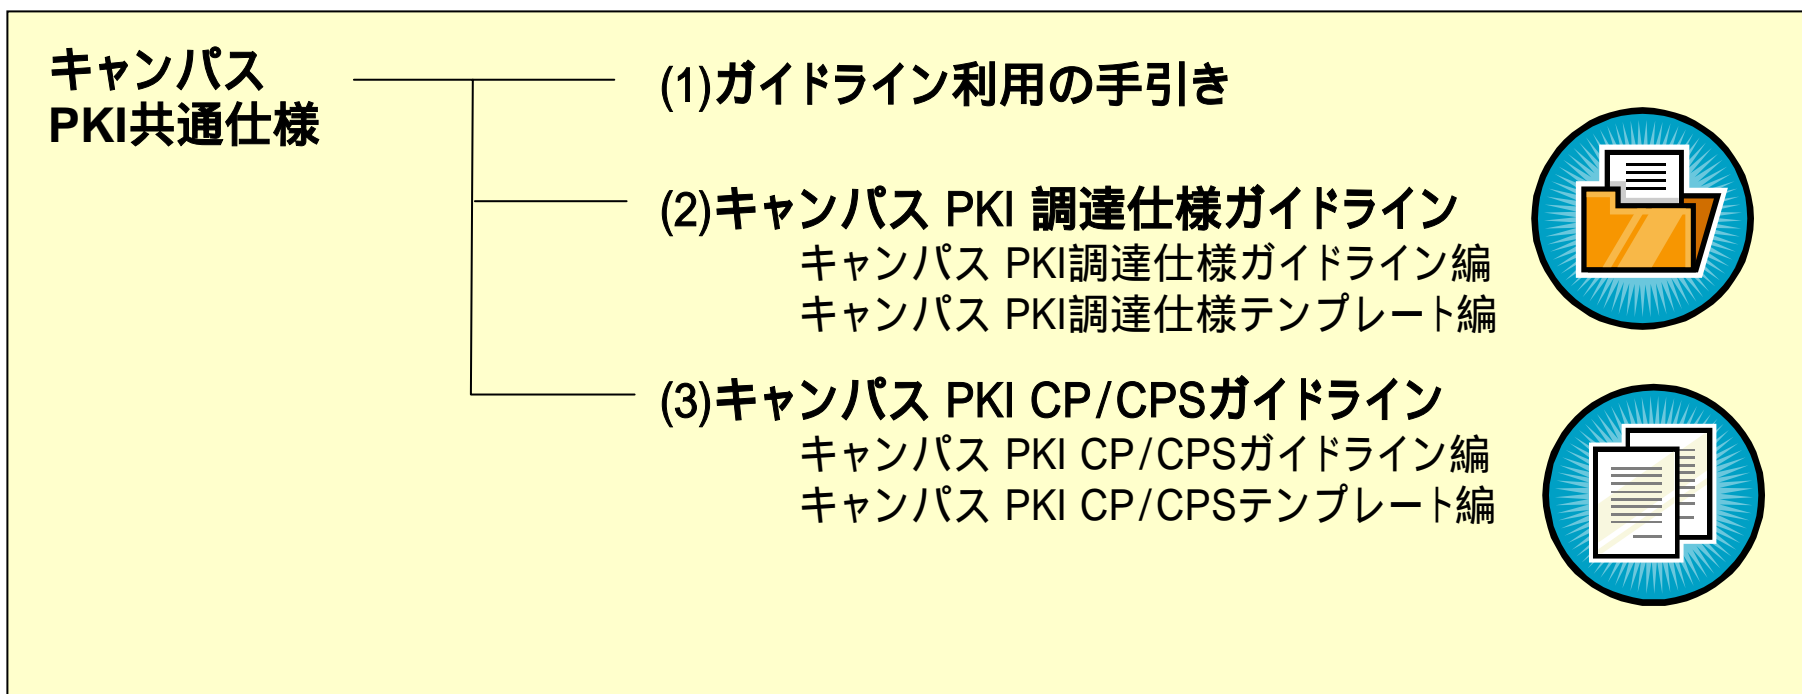 キャンパス
PKI共通仕様
(1)ガイドライン利用の手引き
(2)キャンパス PKI 調達仕様ガイドライン
キャンパス PKI調達仕様ガイドライン編
キャンパス PKI調達仕様テンプレート編
(3)キャンパス PKI CP/CPSガイドライン
キャンパス PKI CP/CPSガイドライン編
キャンパス PKI CP/CPSテンプレート編